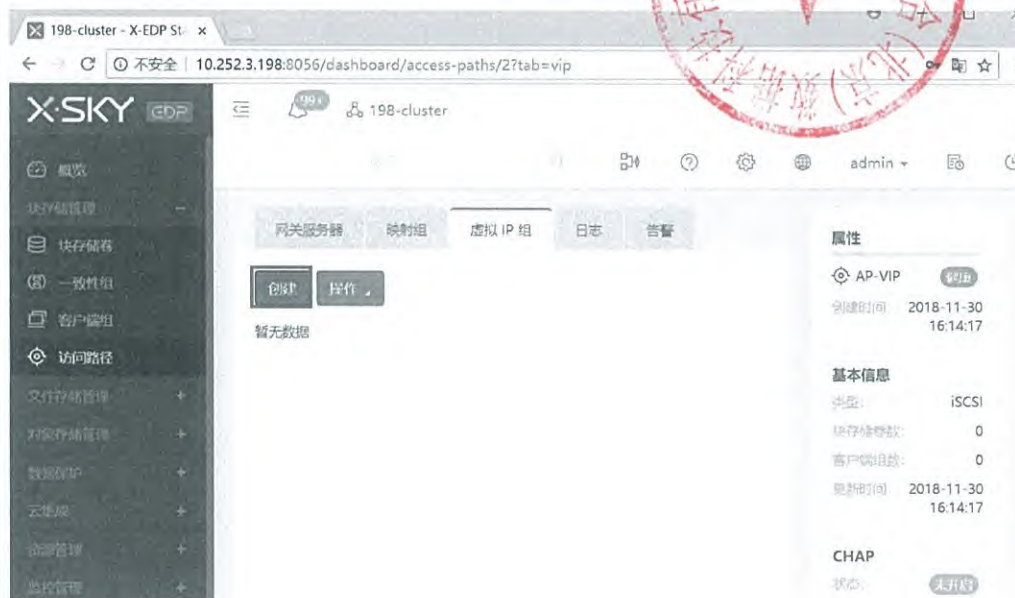 198-cluster - X-EDP St
不安全 | 10.252.3.198:8056/dashboard/access-paths/2?tab=vip
X·SKY EDP
99+
198-cluster
概览
admin
块存储管理
块存储卷
一致性组
客户端组
访问路径
文件存储管理
对象存储管理
数据保护
云集成
资源管理
监控管理
网关服务器 映射组 虚拟 IP 组 日志 告警
创建 操作
暂无数据
属性
AP-VIP
创建时间: 2018-11-30
16:14:17
基本信息
类型: iSCSI
块存储卷数: 0
客户端组数: 0
更新时间: 2018-11-30
16:14:17
CHAP
状态: 未开启